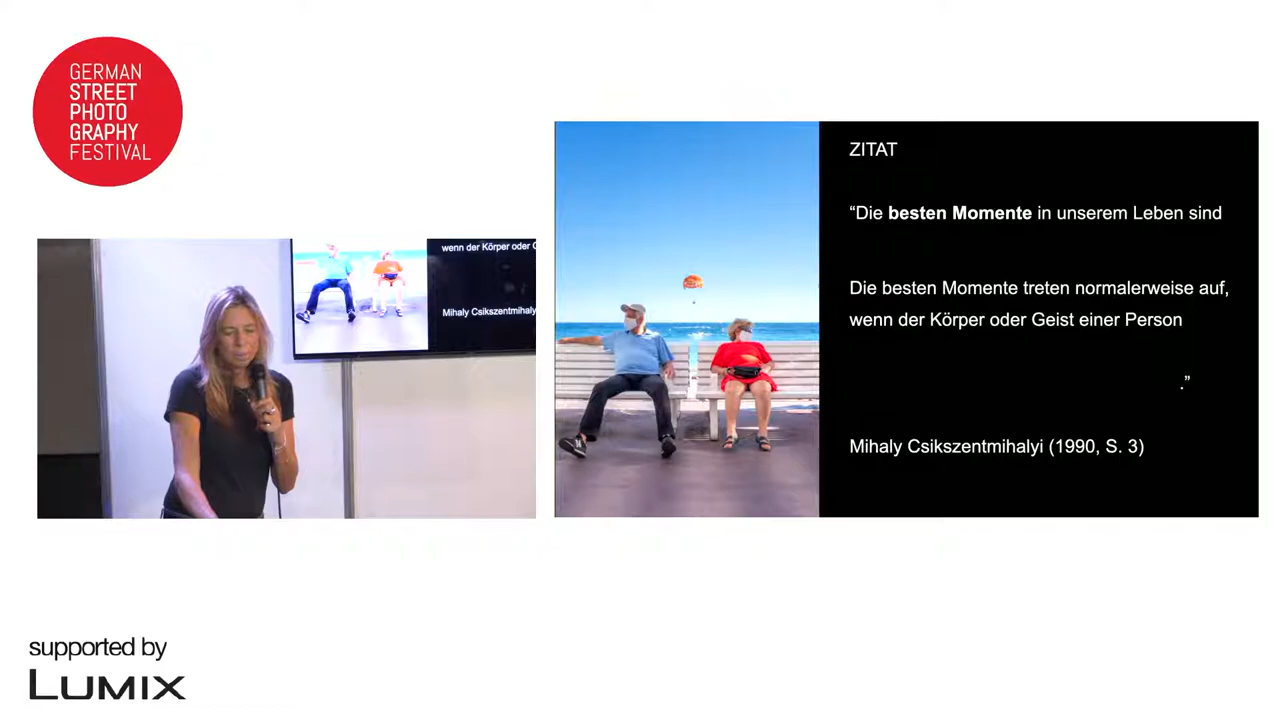 GERMAN
STREET
PHOTO
GRAPHY
FESTIVAL
wenn der Körper oder G
Mihaly Csikszentmihaly
ZITAT
“Die besten Momente in unserem Leben sind
Die besten Momente treten normalerweise auf,
wenn der Körper oder Geist einer Person
.”
Mihaly Csikszentmihalyi (1990, S. 3)
supported by
LUMIX